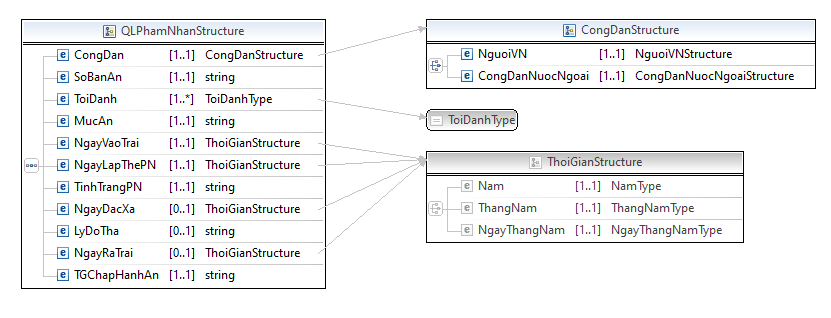 QLPhamNhanStructure
CongDan [1..1] CongDanStructure
SoBanAn [1..1] string
ToiDanh [1..*] ToiDanhType
MucAn [1..1] string
NgayVaoTrai [1..1] ThoiGianStructure
NgayLapThePN [1..1] ThoiGianStructure
TinhTrangPN [1..1] string
NgayDacXa [0..1] ThoiGianStructure
LyDoTha [0..1] string
NgayRaTrai [0..1] ThoiGianStructure
TGChapHanhAn [1..1] string
CongDanStructure
NguoiVN [1..1] NguoiVNStructure
CongDanNuocNgoai [1..1] CongDanNuocNgoaiStructure
ToiDanhType
ThoiGianStructure
Nam [1..1] NamType
ThangNam [1..1] ThangNamType
NgayThangNam [1..1] NgayThangNamType